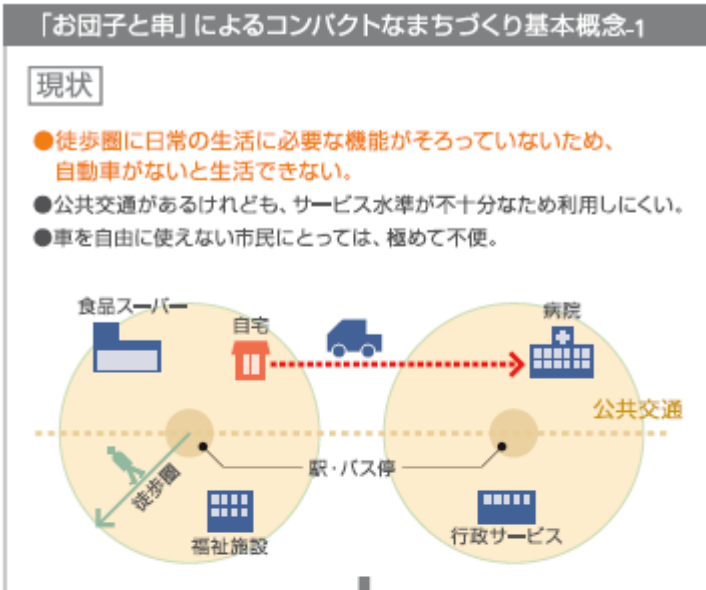 「お団子と串」によるコンパクトなまちづくり基本概念-1
現状
●徒歩圏に日常の生活に必要な機能がそろっていないため、
自動車がないと生活できない。
●公共交通があるけれども、サービス水準が不十分なため利用しにくい。
●車を自由に使えない市民にとっては、極めて不便。
食品スーパー
自宅
病院
公共交通
駅・バス停
徒歩圏
福祉施設
行政サービス